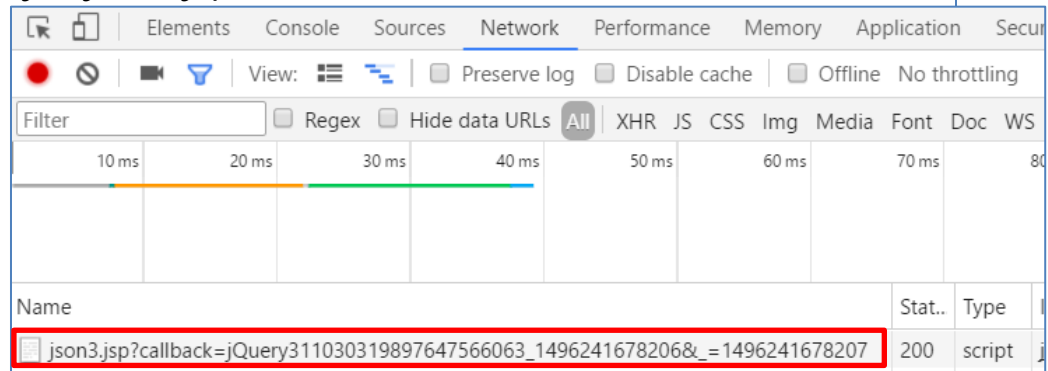 Elements Console Sources Network Performance Memory Application Secur
View: Preserve log Disable cache Offline No throttling
Filter Regex Hide data URLs All XHR JS CSS Img Media Font Doc WS
10 ms 20 ms 30 ms 40 ms 50 ms 60 ms 70 ms 80
Name Stat.. Type
json3.jsp?callback=jQuery311030319897647566063_1496241678206&_=1496241678207 200 script